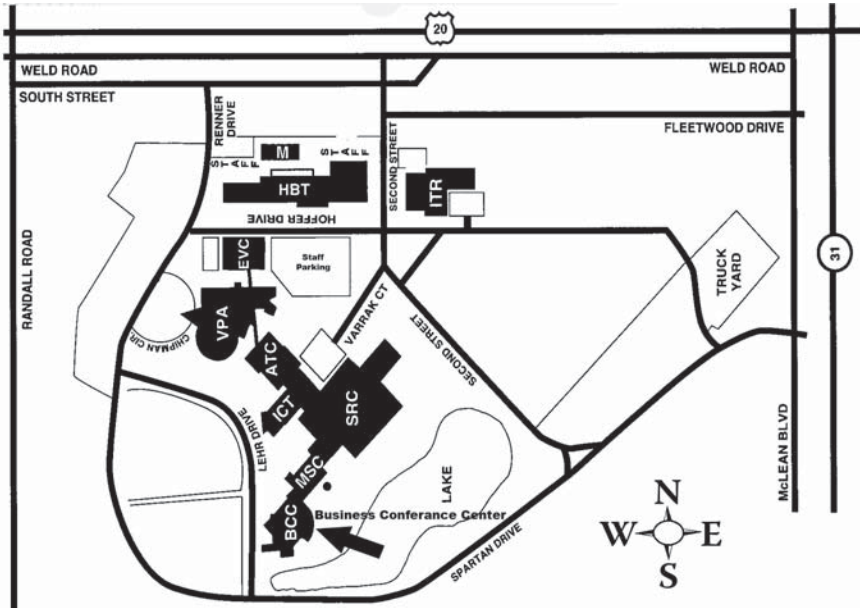 20
WELD ROAD
WELD ROAD
SOUTH STREET
RENNER DRIVE
FLEETWOOD DRIVE
M
STAFF
STAFF
HBT
SECOND STREET
ITR
HOFFER DRIVE
EVC
Staff
Parking
TRUCK
YARD
31
RANDALL ROAD
VPA
CHIPMAN CIR.
VARRAK CT
ATC
SECOND STREET
ICT
SRC
LEHR DRIVE
MSC
LAKE
McLEAN BLVD
BCC
Business Conferance Center
SPARTAN DRIVE
N
W
E
S